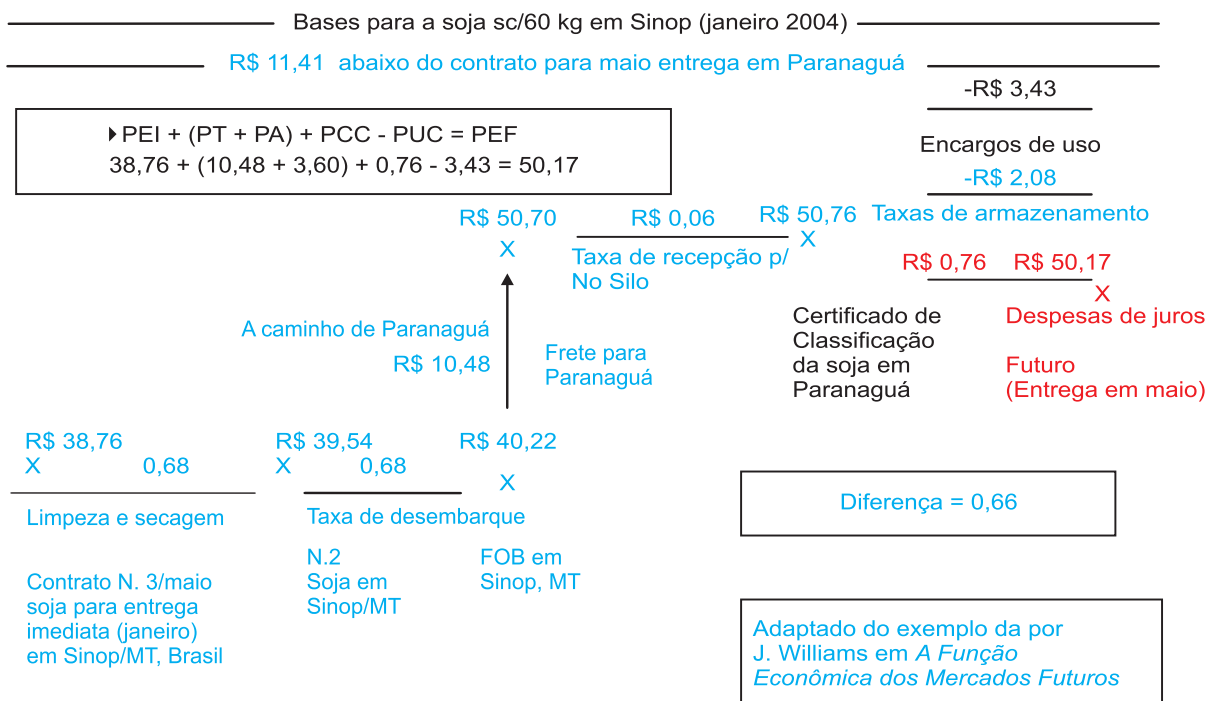 Bases para a soja sc/60 kg em Sinop (janeiro 2004)
R$ 11,41 abaixo do contrato para maio entrega em Paranaguá
-R$ 3,43
PEI + (PT + PA) + PCC - PUC = PEF
38,76 + (10,48 + 3,60) + 0,76 - 3,43 = 50,17
Encargos de uso
-R$ 2,08
Taxas de armazenamento
R$ 50,70
X
R$ 0,06
R$ 50,76
X
Taxa de recepção p/
No Silo
R$ 0,76
R$ 50,17
X
Certificado de
Classificação
da soja em
Paranaguá
Despesas de juros
Futuro
(Entrega em maio)
A caminho de Paranaguá
R$ 10,48
Frete para
Paranaguá
R$ 38,76
X
0,68
R$ 39,54
X
0,68
R$ 40,22
X
Limpeza e secagem
Taxa de desembarque
Contrato N. 3/maio
soja para entrega
imediata (janeiro)
em Sinop/MT, Brasil
N.2
Soja em
Sinop/MT
FOB em
Sinop, MT
Diferença = 0,66
Adaptado do exemplo da por
J. Williams em A Função
Econômica dos Mercados Futuros